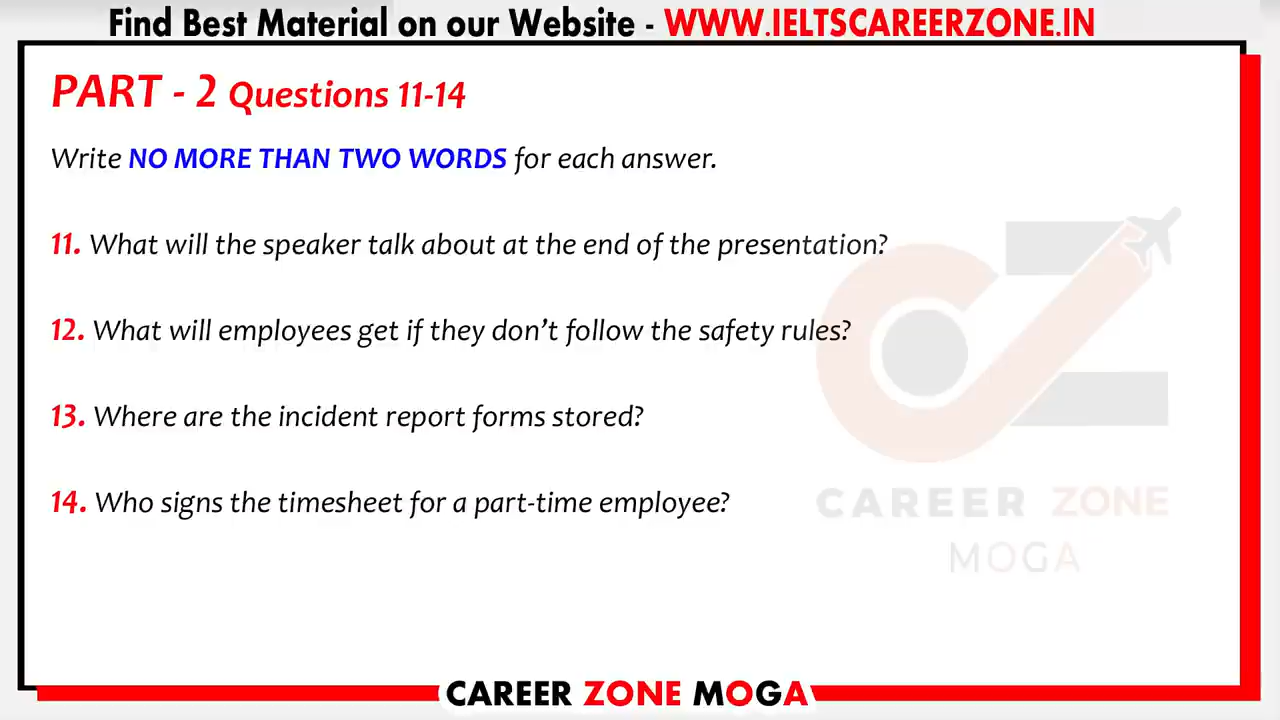 Find Best Material on our Website - WWW.IELTSCAREERZONE.IN
PART - 2 Questions 11-14
Write NO MORE THAN TWO WORDS for each answer.
11. What will the speaker talk about at the end of the presentation?
12. What will employees get if they don’t follow the safety rules?
13. Where are the incident report forms stored?
14. Who signs the timesheet for a part-time employee?
CAREER ZONE
MOGA
CAREER ZONE MOGA